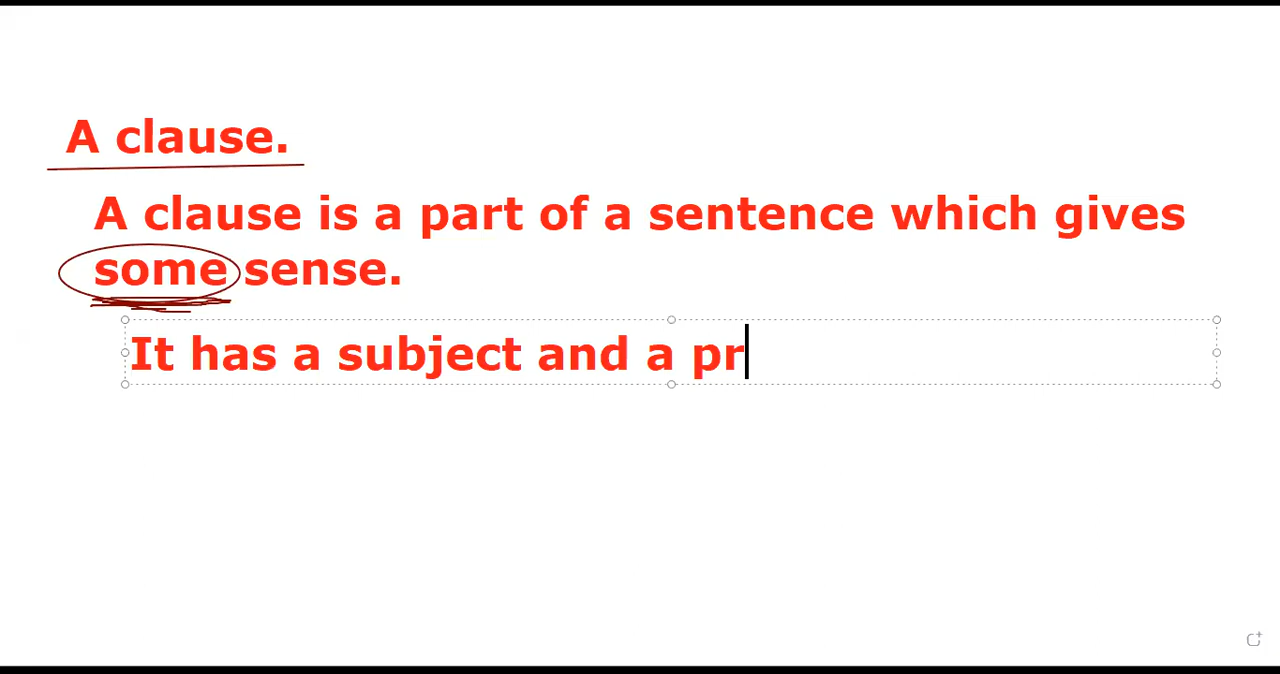 A clause.
A clause is a part of a sentence which gives
some sense.
It has a subject and a pr